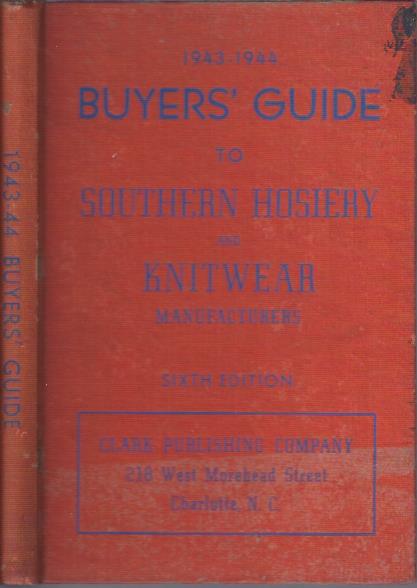 1943-1944
BUYERS' GUIDE
TO
SOUTHERN HOSIERY
AND
KNITWEAR
MANUFACTURERS
SIXTH EDITION
CLARK PUBLISHING COMPANY
218 West Morehead Street
Charlotte, N. C.
1943-44 BUYERS' GUIDE